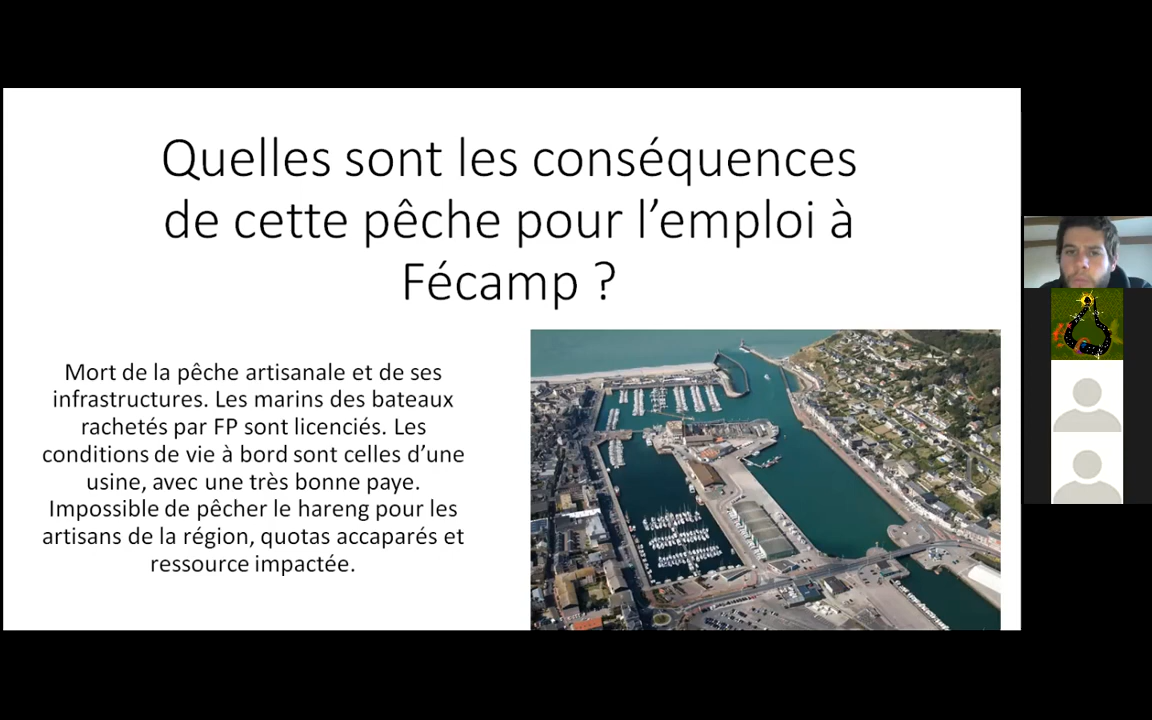 Quelles sont les conséquences
de cette pêche pour l’emploi à
Fécamp ?
Mort de la pêche artisanale et de ses
infrastructures. Les marins des bateaux
rachetés par FP sont licenciés. Les
conditions de vie à bord sont celles d’une
usine, avec une très bonne paye.
Impossible de pêcher le hareng pour les
artisans de la région, quotas accaparés et
ressource impactée.